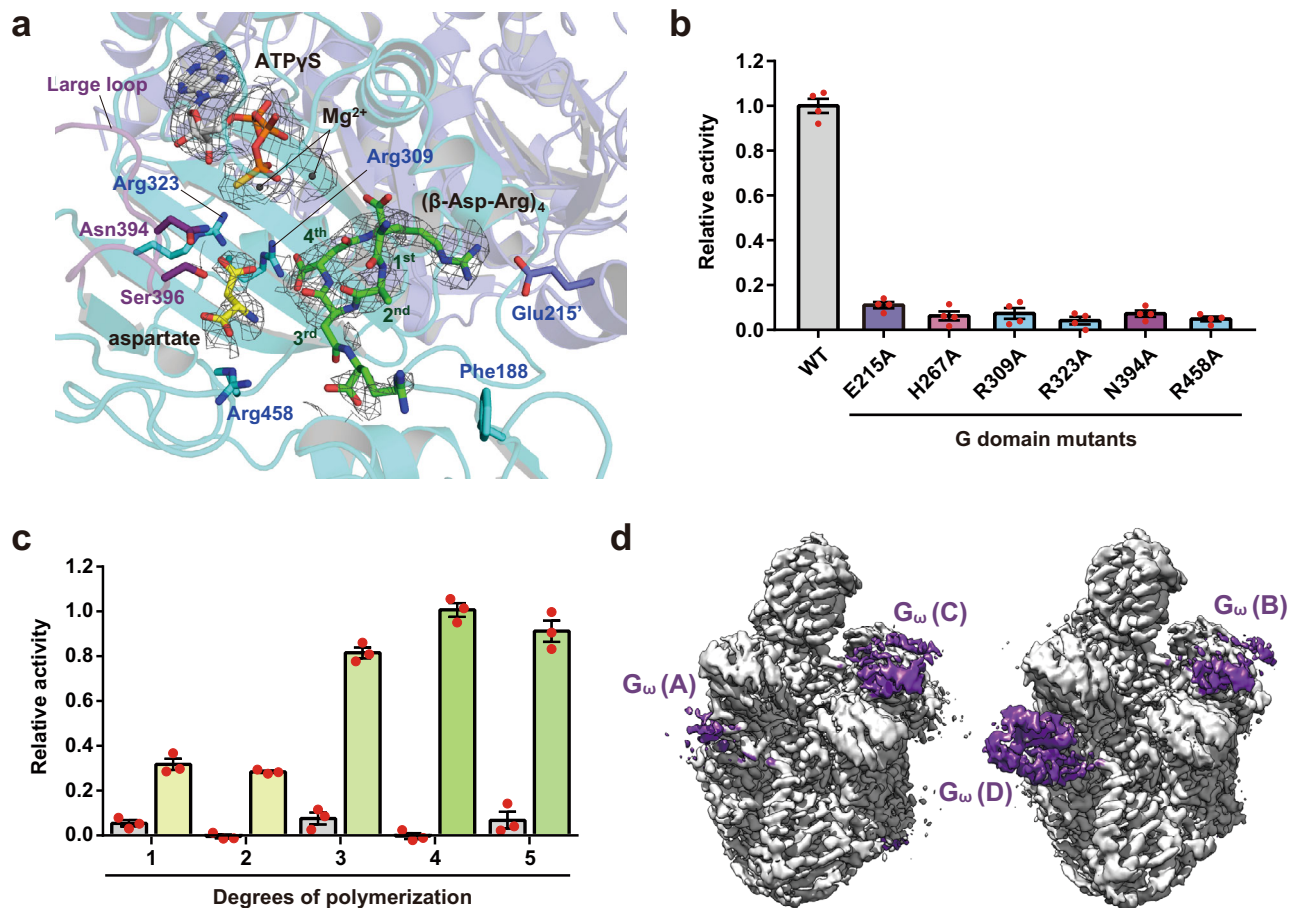 a
ATPγS
Large loop
Mg2+
Arg309
Arg323
(β-Asp-Arg)4
Asn394
4th
1st
Ser396
2nd
Glu215’
3rd
aspartate
Phe188
Arg458
b
Relative activity
1.2
1.0
0.8
0.6
0.4
0.2
0.0
WT
E215A
H267A
R309A
R323A
N394A
R458A
G domain mutants
c
Relative activity
1.2
1.0
0.8
0.6
0.4
0.2
0.0
1 2 3 4 5
Degrees of polymerization
d
Gω (C)
Gω (B)
Gω (A)
Gω (D)